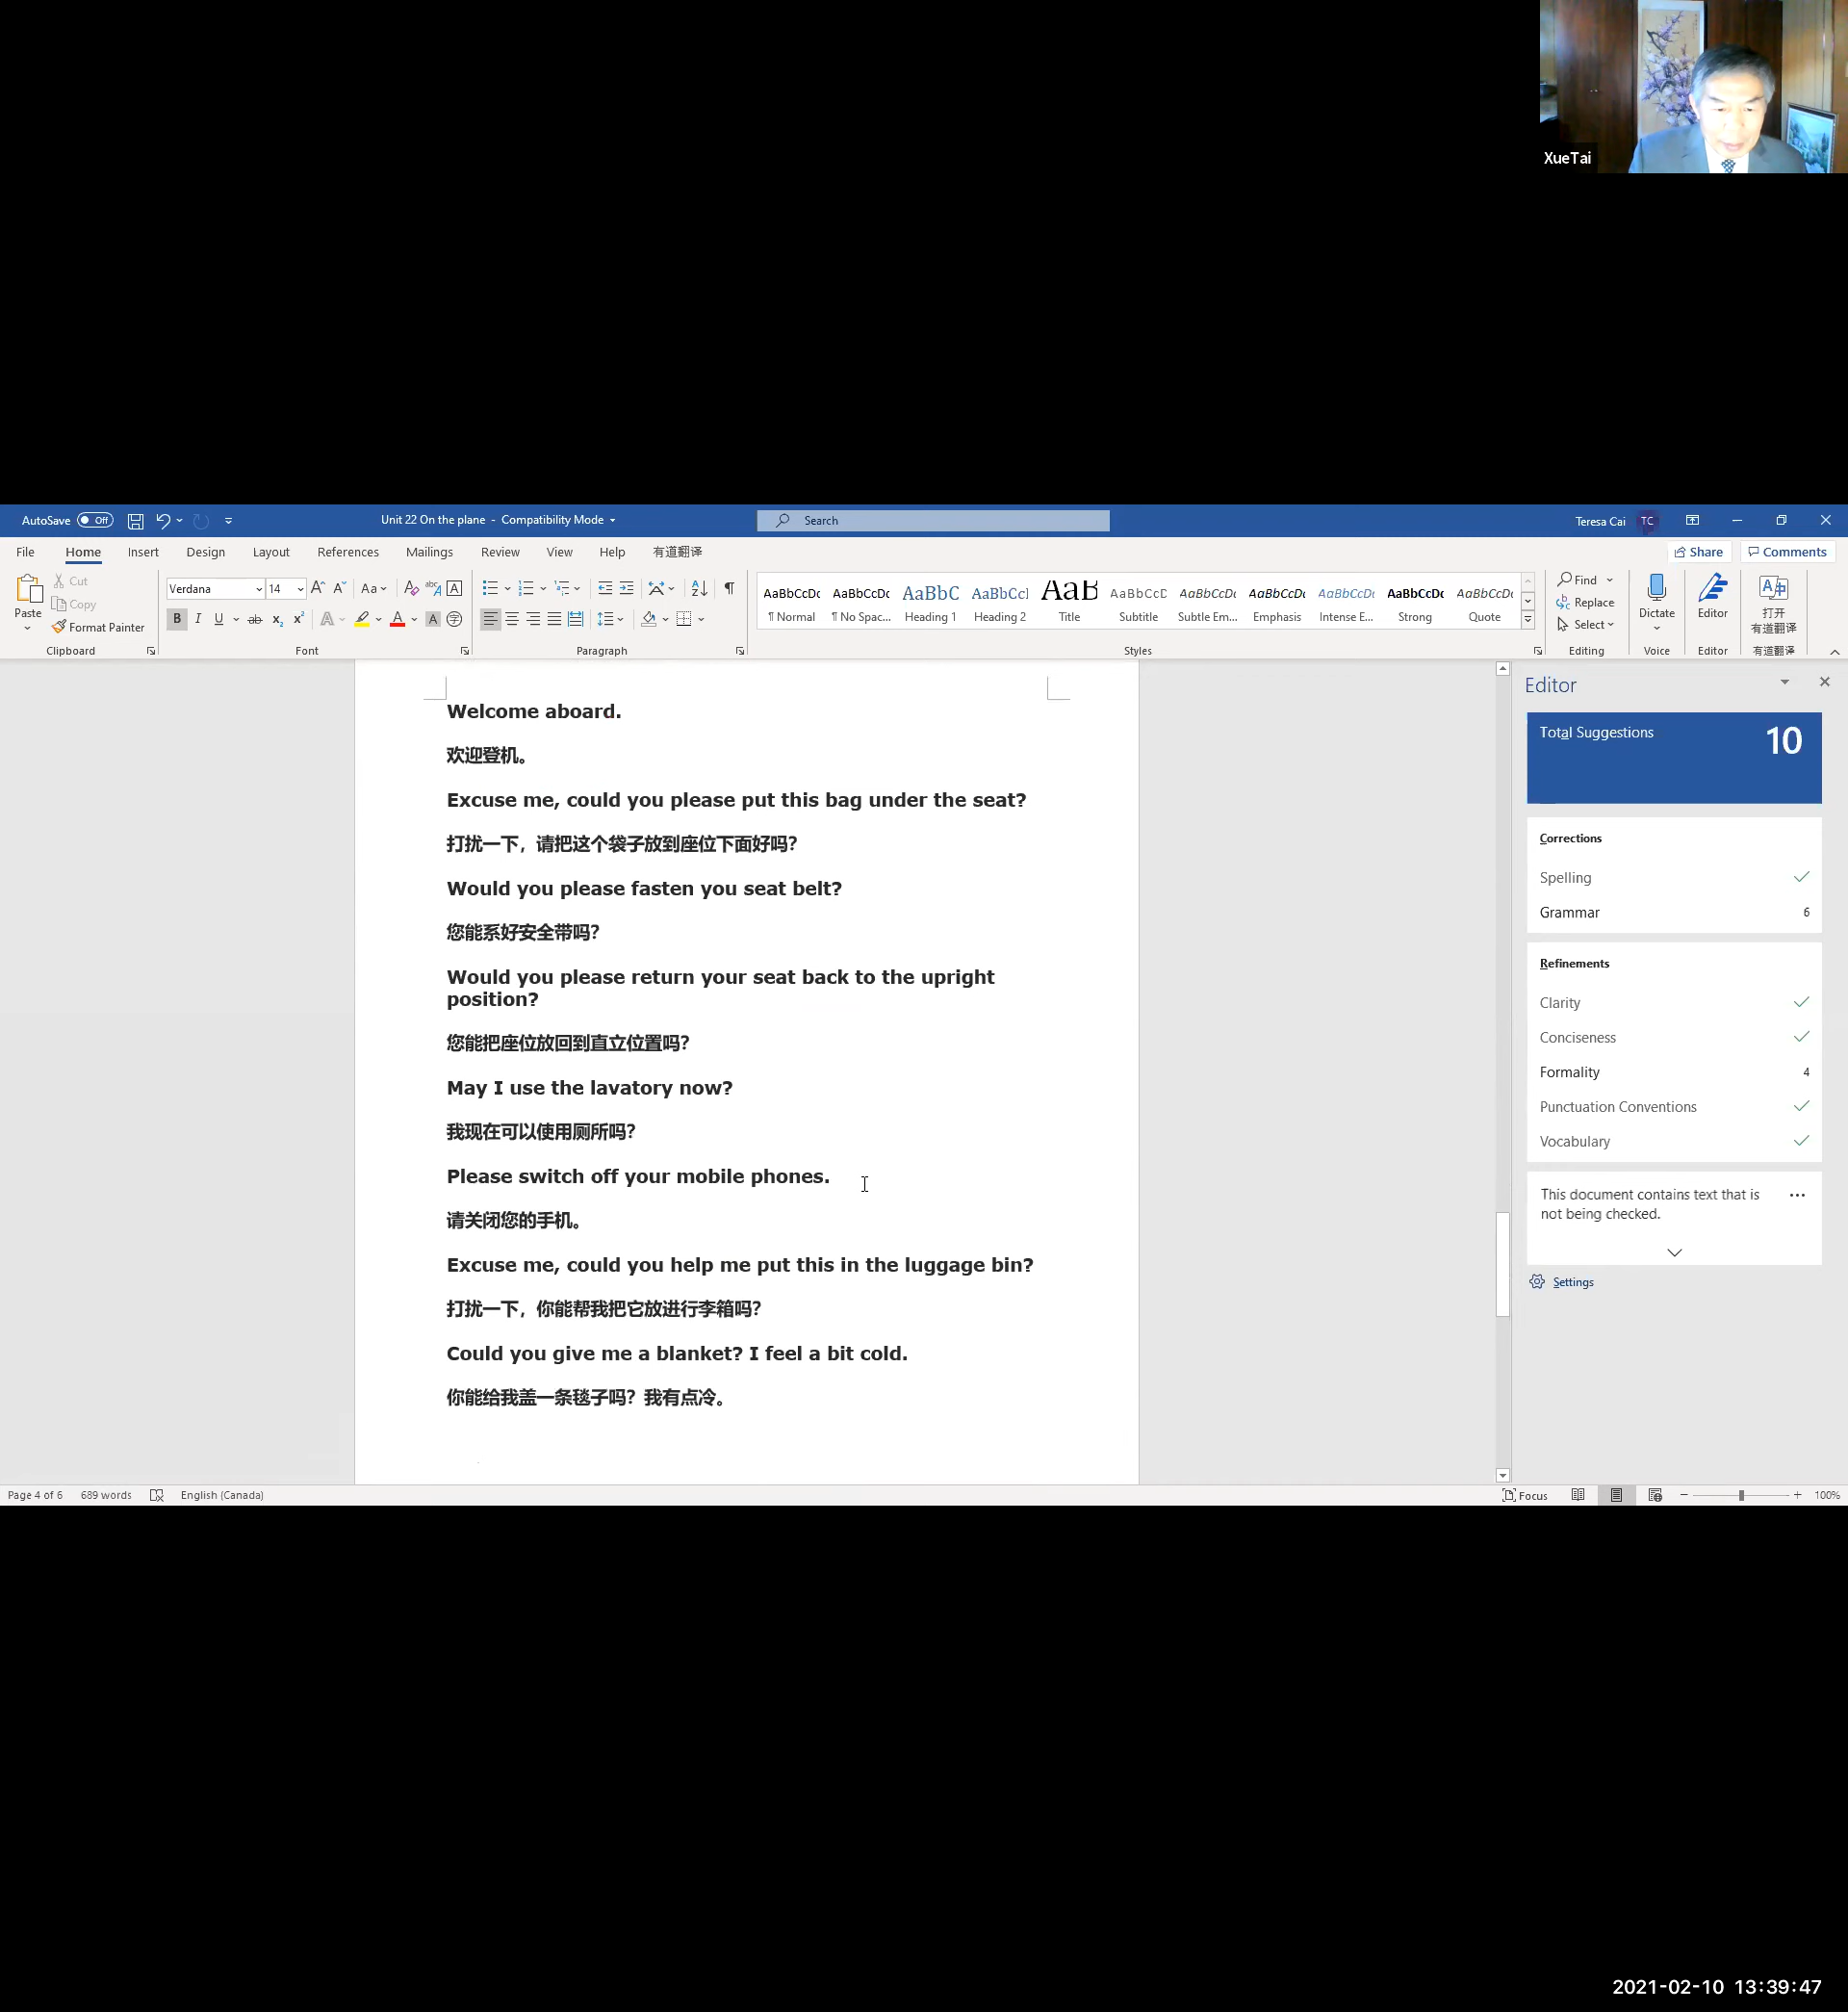 XueTai
AutoSave Off
Unit 22 On the plane - Compatibility Mode
Search
Teresa Cai TC
File Home Insert Design Layout References Mailings Review View Help 有道翻译
Share Comments
Paste
Cut
Copy
Format Painter
Clipboard
Verdana 14
Font
Paragraph
AaBbCcDc AaBbCcDc AaBbC AaBbCcl AaB AaBbCcD AaBbCcDc AaBbCcDc AaBbCcDc AaBbCcDc AaBbCcDc
¶ Normal ¶ No Spac... Heading 1 Heading 2 Title Subtitle Subtle Em... Emphasis Intense E... Strong Quote
Styles
Find
Replace
Select
Editing
Dictate
Voice
Editor
Editor
打开
有道翻译
有道翻译
Welcome aboard.
欢迎登机。
Excuse me, could you please put this bag under the seat?
打扰一下，请把这个袋子放到座位下面好吗？
Would you please fasten you seat belt?
您能系好安全带吗？
Would you please return your seat back to the upright
position?
您能把座位放回到直立位置吗？
May I use the lavatory now?
我现在可以使用厕所吗？
Please switch off your mobile phones.
请关闭您的手机。
Excuse me, could you help me put this in the luggage bin?
打扰一下，你能帮我把它放进行李箱吗？
Could you give me a blanket? I feel a bit cold.
你能给我盖一条毯子吗？我有点冷。
Editor
Total Suggestions 10
Corrections
Spelling
Grammar 6
Refinements
Clarity
Conciseness
Formality 4
Punctuation Conventions
Vocabulary
This document contains text that is
not being checked.
Settings
Page 4 of 6 689 words English (Canada)
Focus 100%
2021-02-10 13:39:47